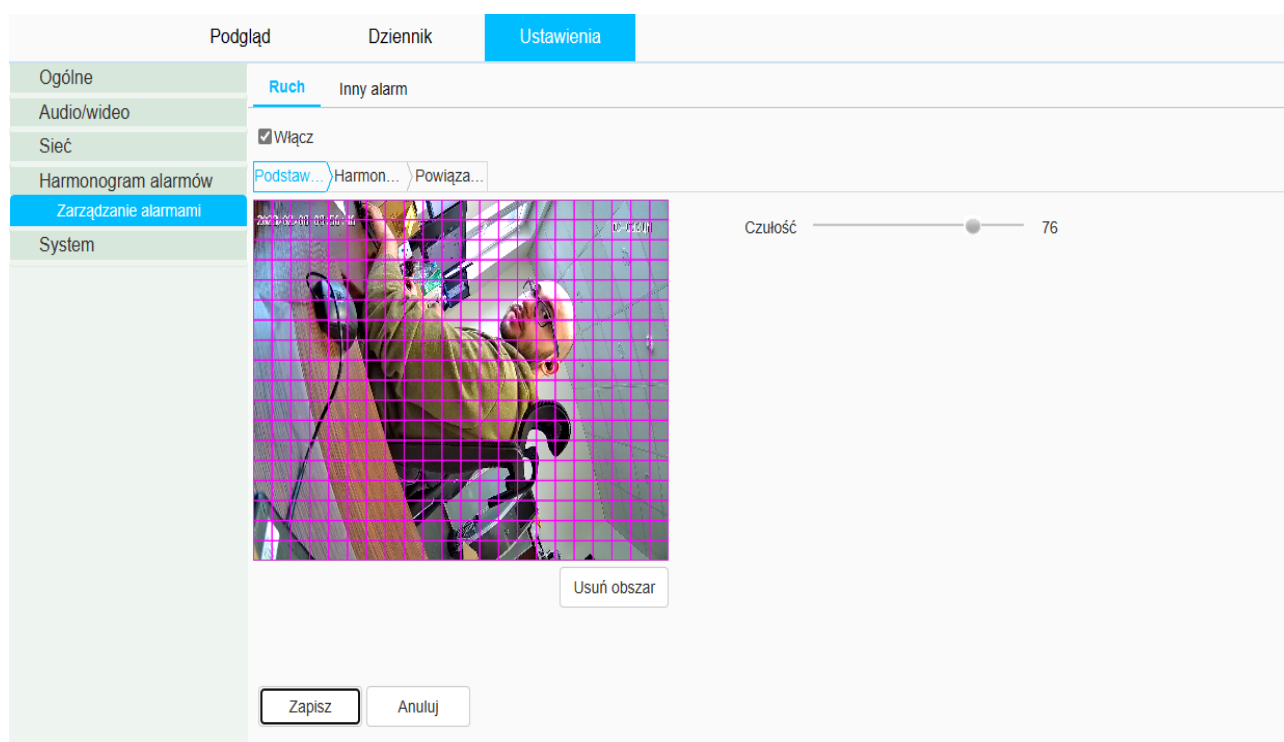 Podgląd Dziennik Ustawienia
Ogólne
Audio/wideo
Sieć
Harmonogram alarmów
Zarządzanie alarmami
System
Ruch Inny alarm
Włącz
Podstaw... Harmon... Powiąza...
Czułość 76
Usuń obszar
Zapisz Anuluj